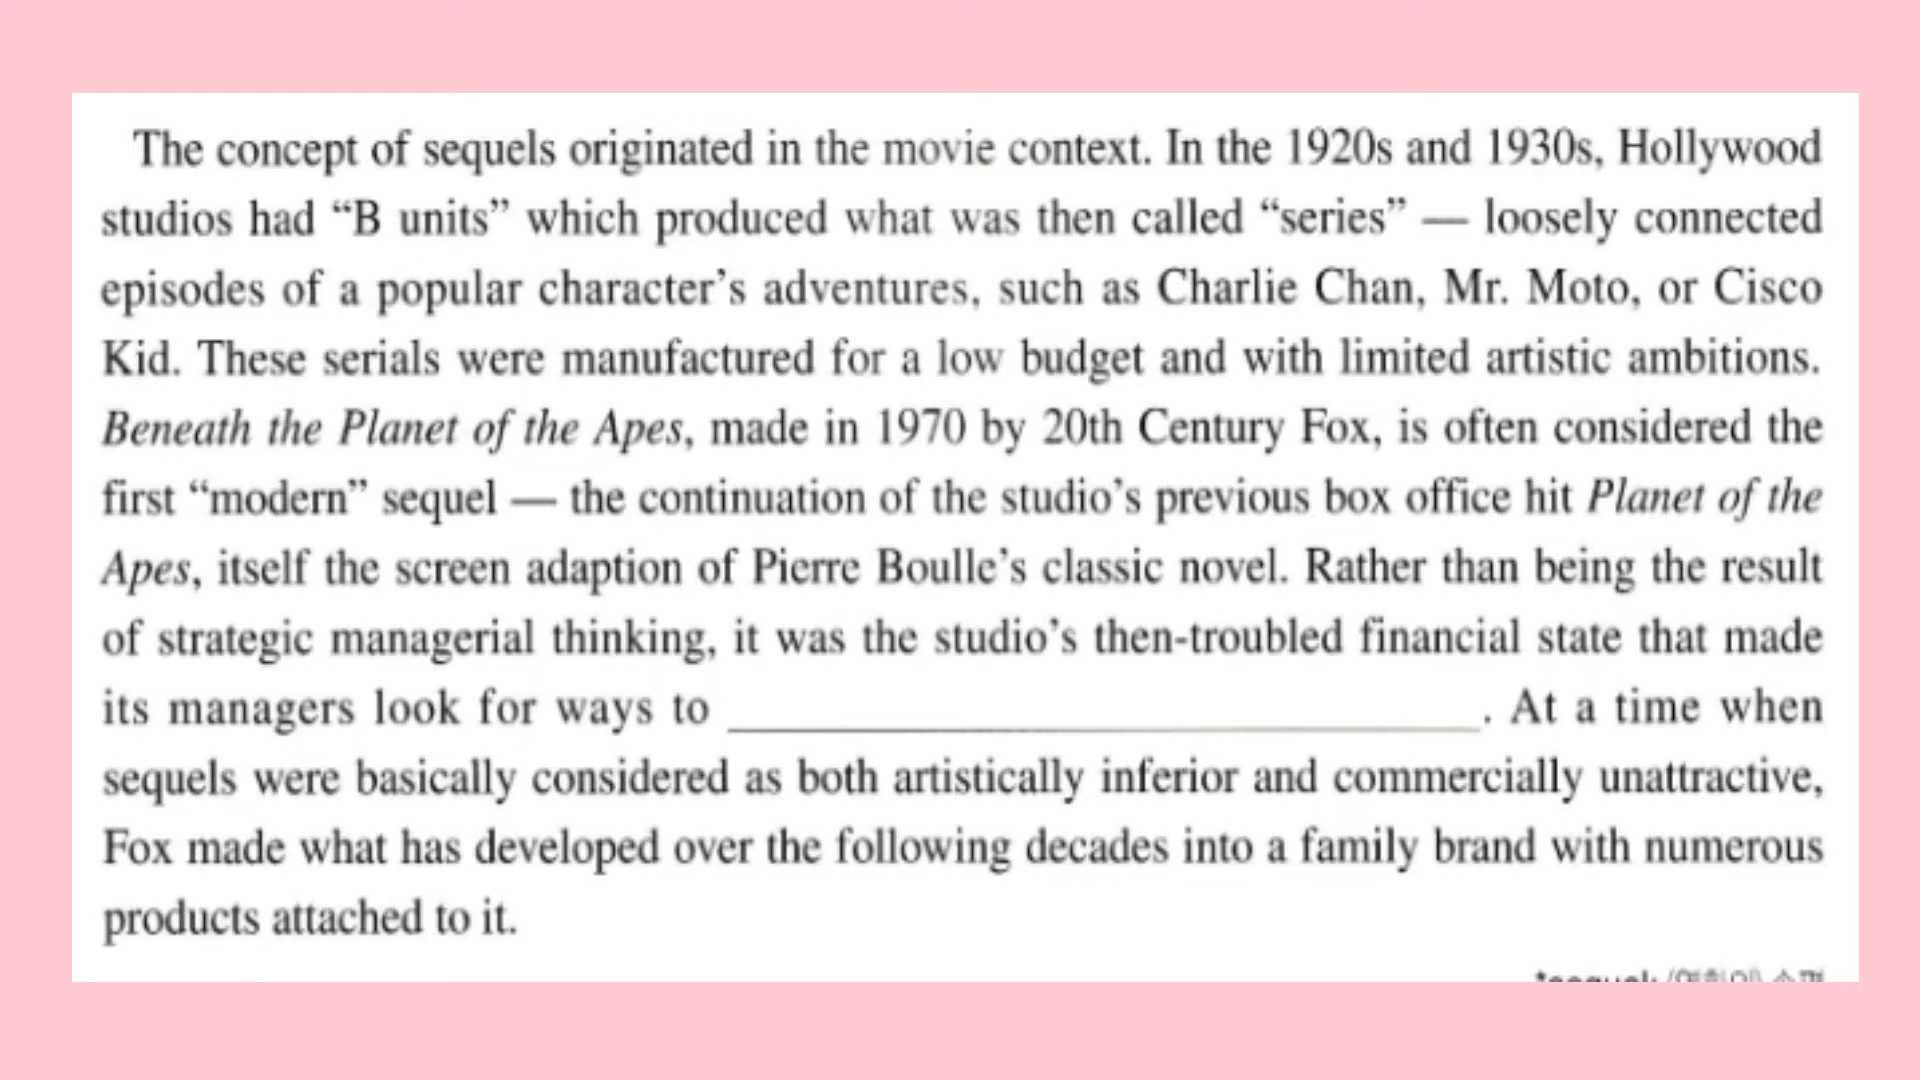 The concept of sequels originated in the movie context. In the 1920s and 1930s, Hollywood
studios had “B units” which produced what was then called “series” — loosely connected
episodes of a popular character’s adventures, such as Charlie Chan, Mr. Moto, or Cisco
Kid. These serials were manufactured for a low budget and with limited artistic ambitions.
Beneath the Planet of the Apes, made in 1970 by 20th Century Fox, is often considered the
first “modern” sequel — the continuation of the studio’s previous box office hit Planet of the
Apes, itself the screen adaption of Pierre Boulle’s classic novel. Rather than being the result
of strategic managerial thinking, it was the studio’s then-troubled financial state that made
its managers look for ways to ______________. At a time when
sequels were basically considered as both artistically inferior and commercially unattractive,
Fox made what has developed over the following decades into a family brand with numerous
products attached to it.